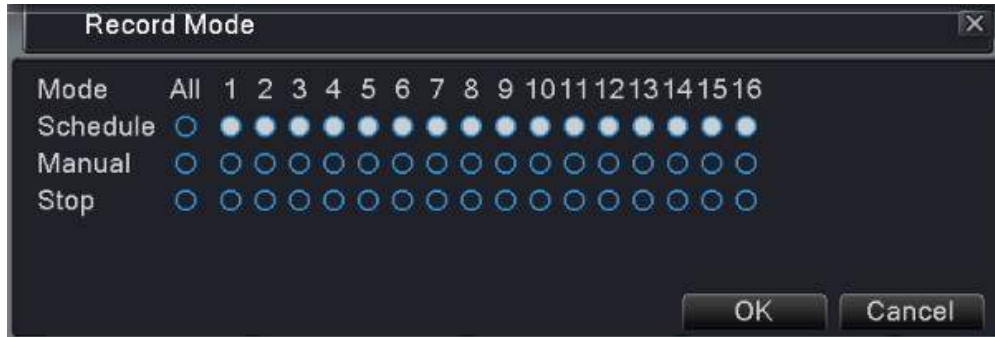 Record Mode
Mode All 1 2 3 4 5 6 7 8 9 10 11 12 13 14 15 16
Schedule
Manual
Stop
OK Cancel